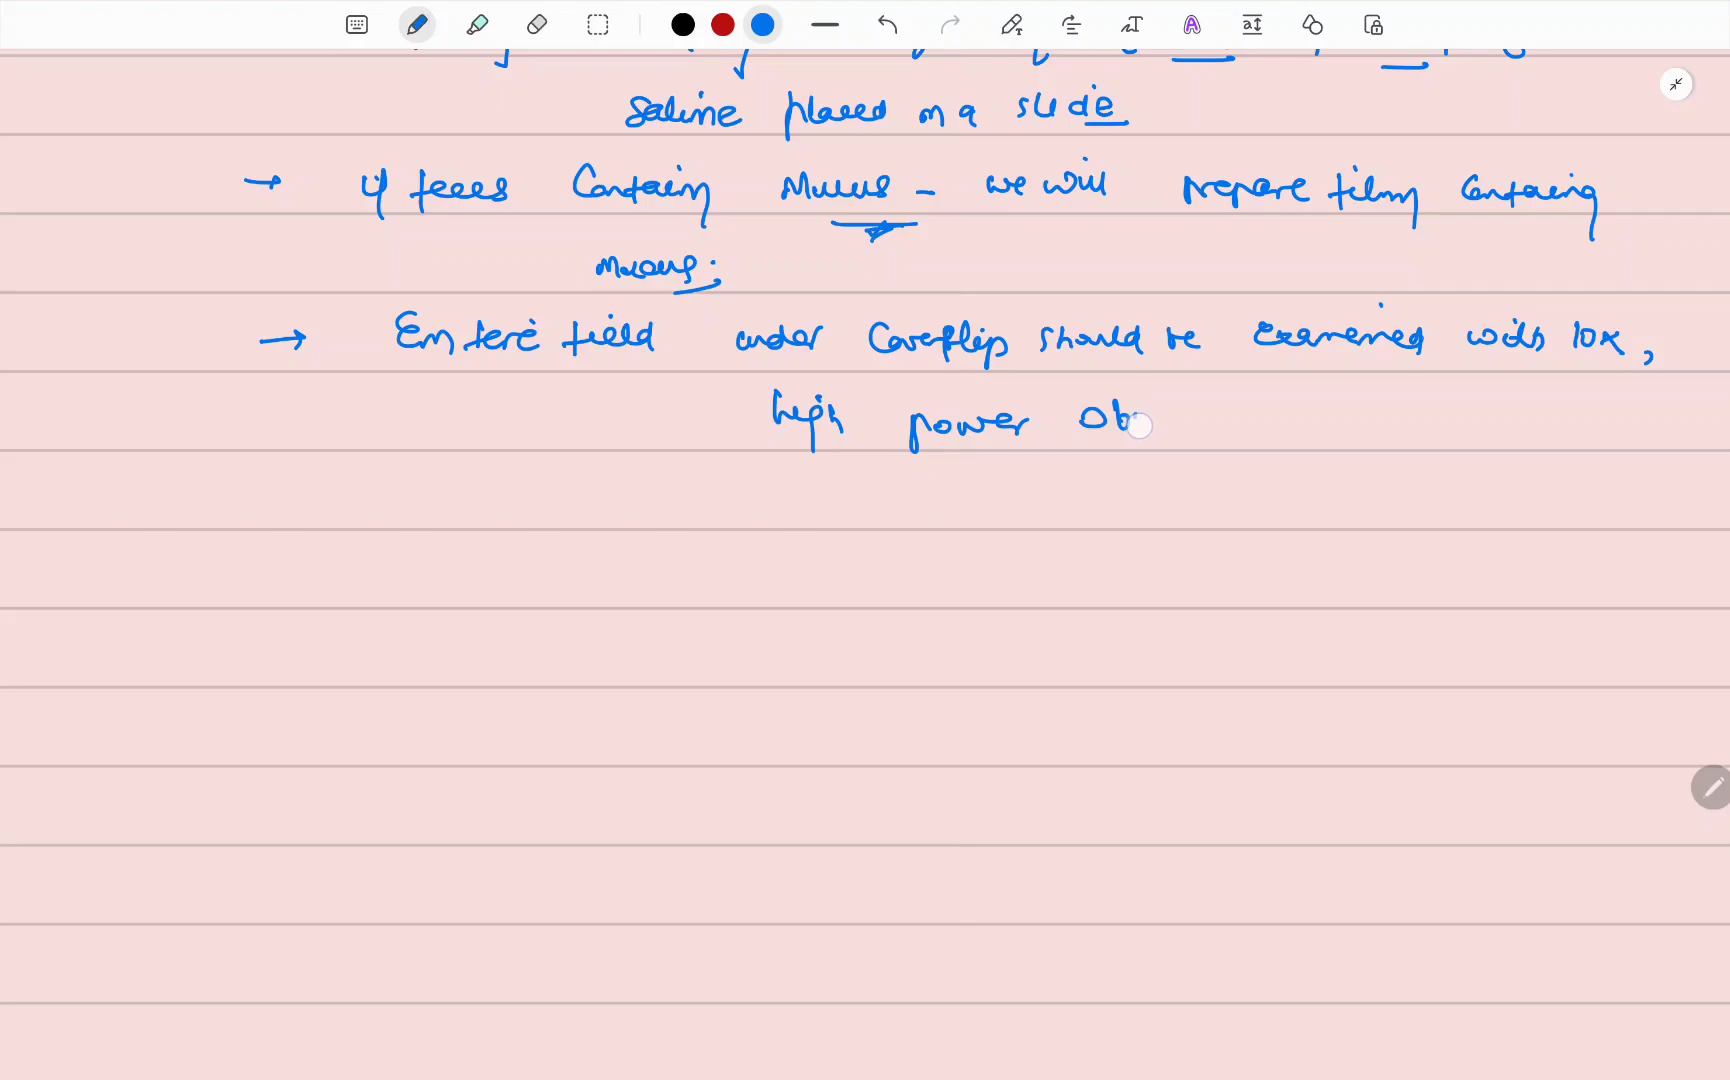 Saline placed on a slide
→ if feces contain mucus - we will prepare film containing
mucus;
→ Entire field under Coverslip should be examined with 10x,
high power Ob